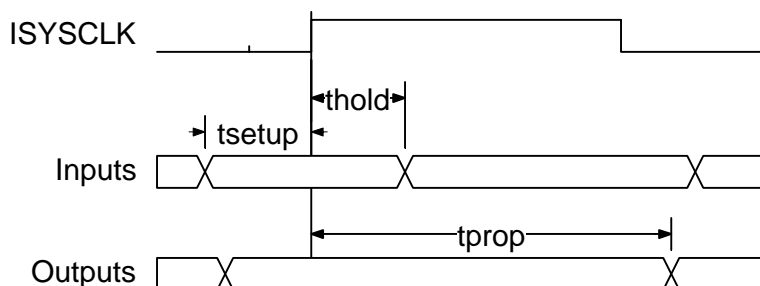 ISYSCLK
thold
tsetup
Inputs
tprop
Outputs